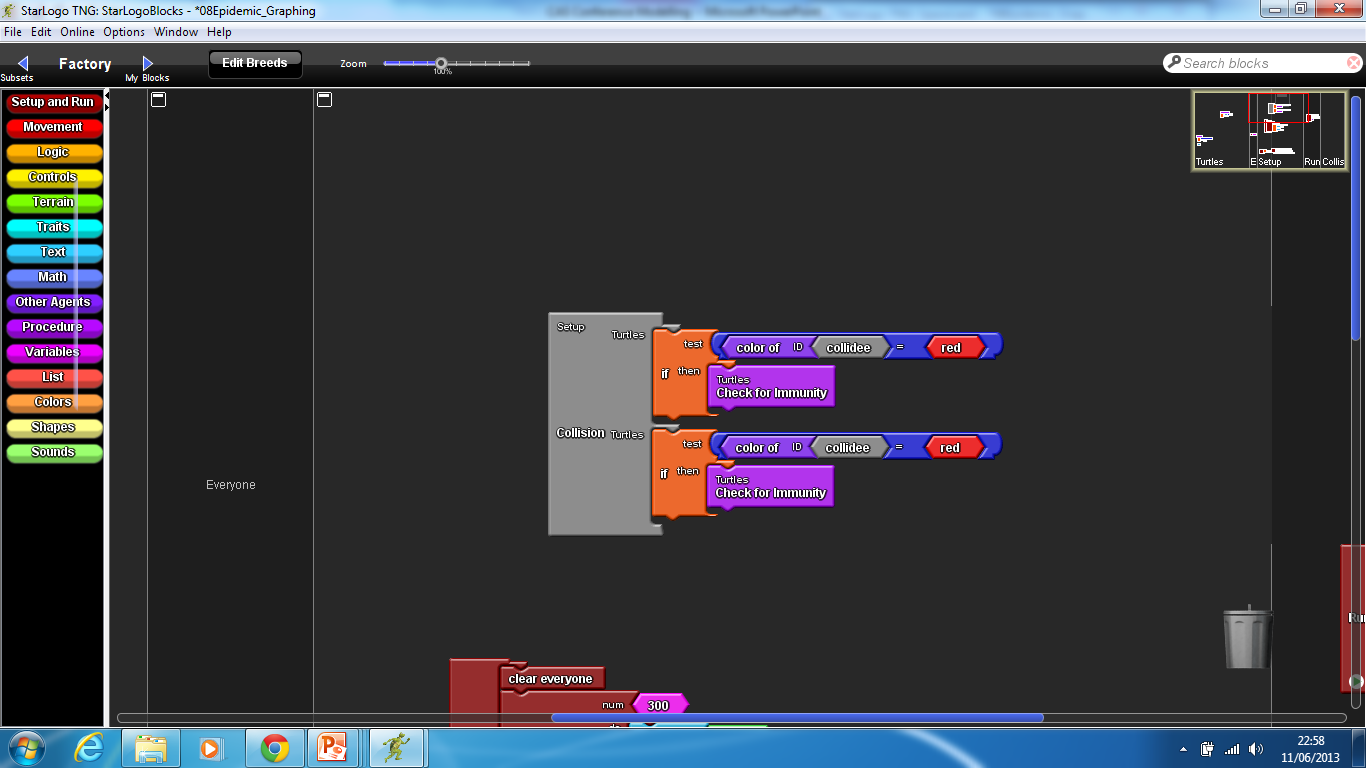 StarLogo TNG: StarLogoBlocks - *08Epidemic_Graphing
File Edit Online Options Window Help
Subsets
Factory
My Blocks
Edit Breeds
Zoom
100%
Search blocks
Setup and Run
Movement
Logic
Controls
Terrain
Traits
Text
Math
Other Agents
Procedure
Variables
List
Colors
Shapes
Sounds
Everyone
Turtles
E Setup
Run Collis
Setup
Turtles
test
color of ID collidee = red
if then
Turtles
Check for Immunity
Collision
Turtles
test
color of ID collidee = red
if then
Turtles
Check for Immunity
clear everyone
num 300
Ru
22:58
11/06/2013